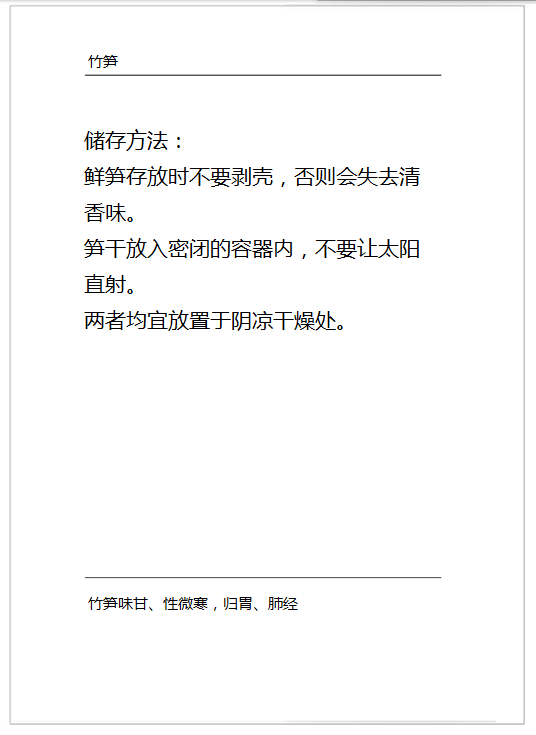 竹笋
储存方法：
鲜笋存放时不要剥壳，否则会失去清
香味。
笋干放入密闭的容器内，不要让太阳
直射。
两者均宜放置于阴凉干燥处。
竹笋味甘、性微寒，归胃、肺经